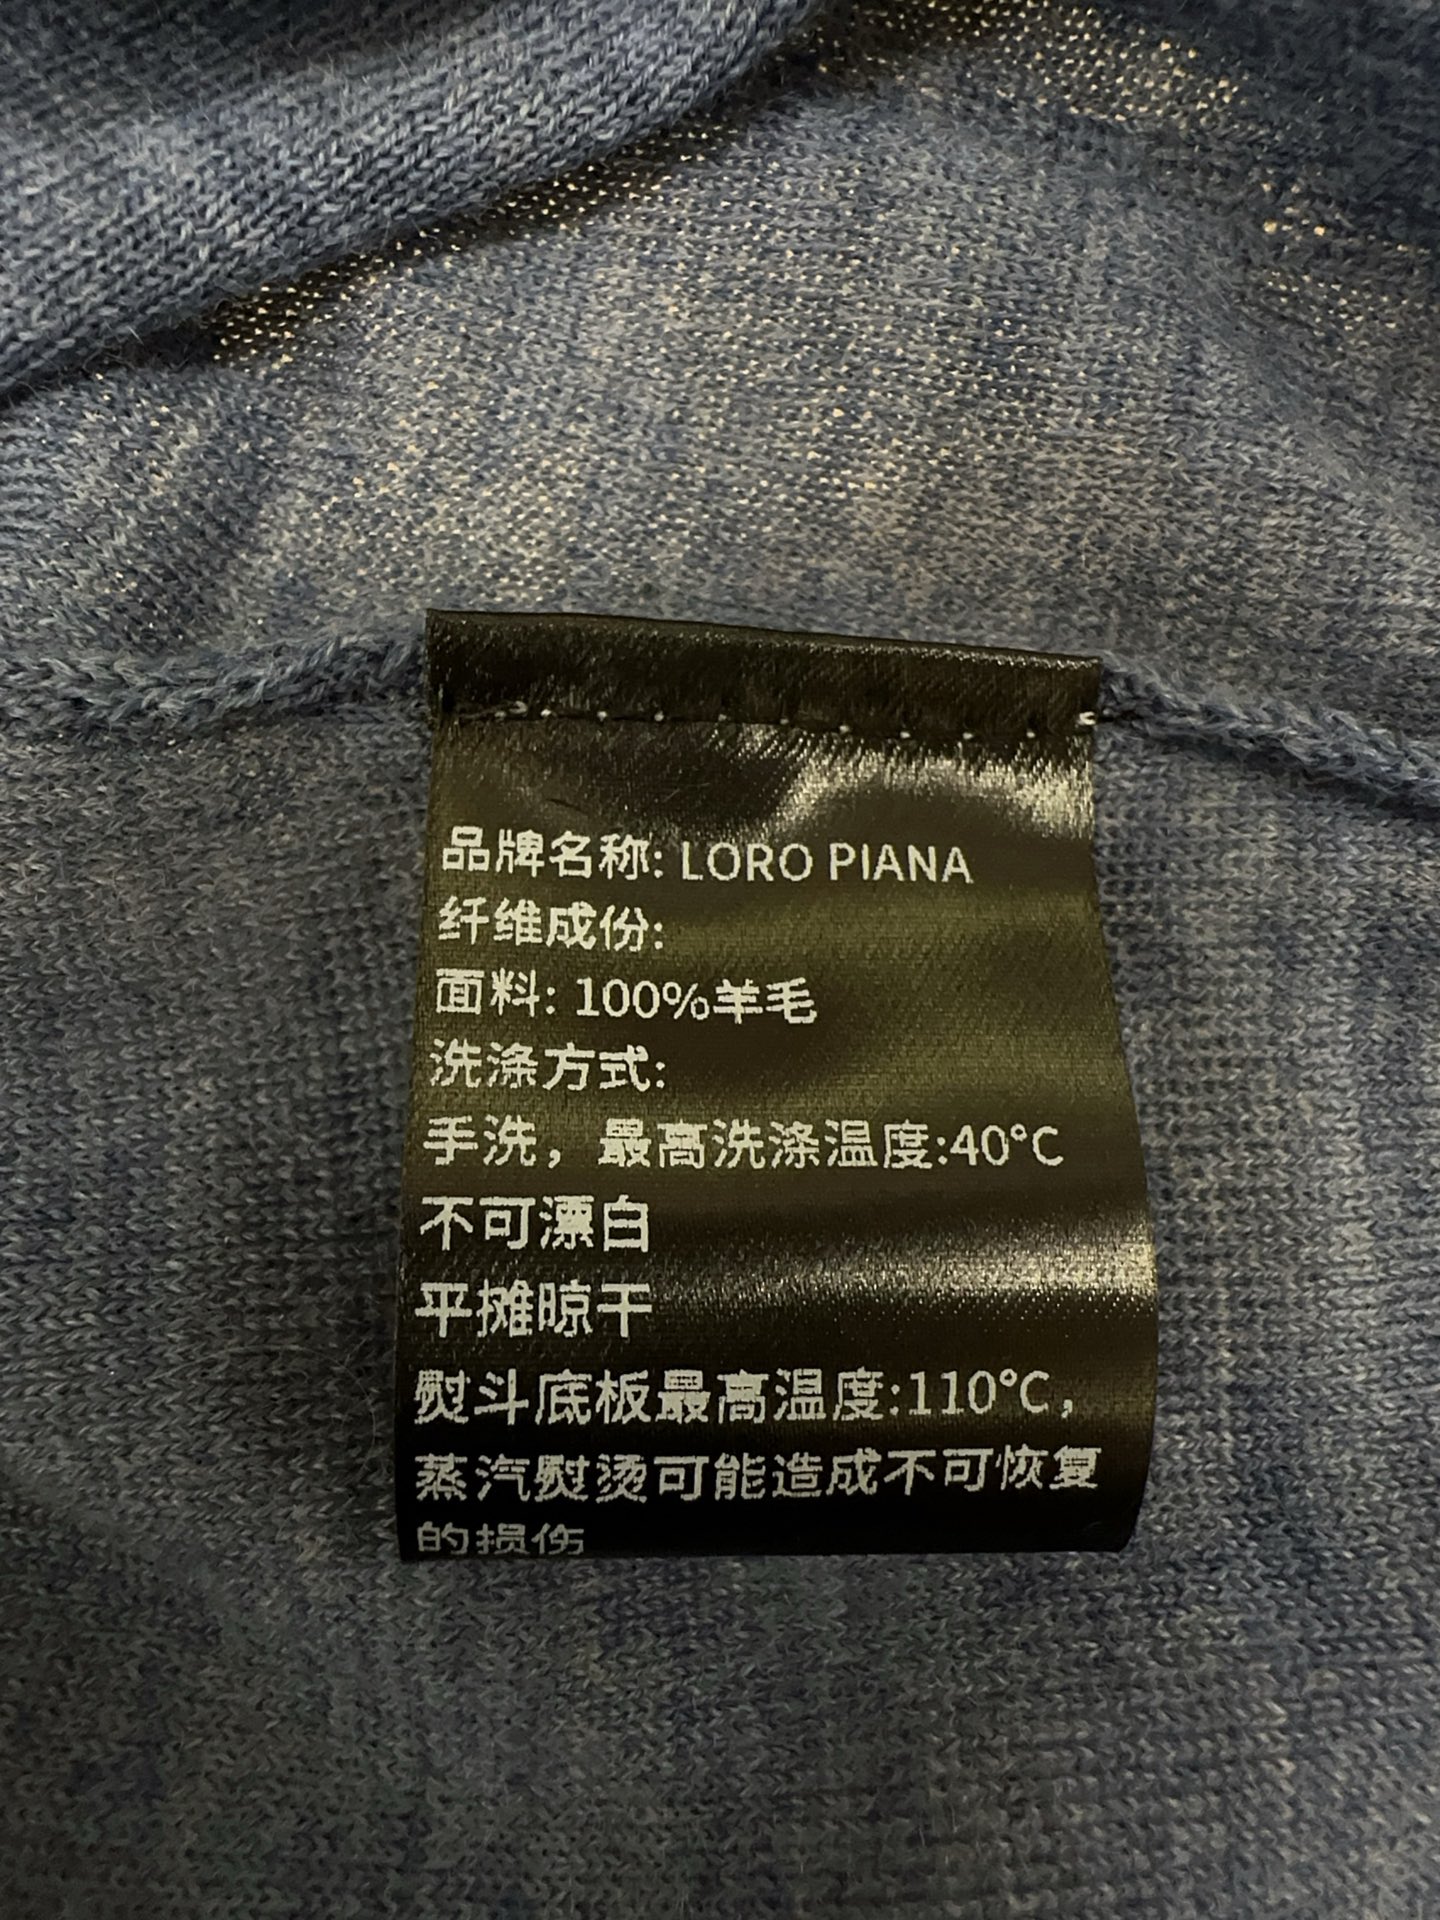 品牌名称: LORO PIANA
纤维成份:
面料: 100%羊毛
洗涤方式:
手洗，最高洗涤温度:40°C
不可漂白
平摊晾干
熨斗底板最高温度:110°C，
蒸汽熨烫可能造成不可恢复
的损伤